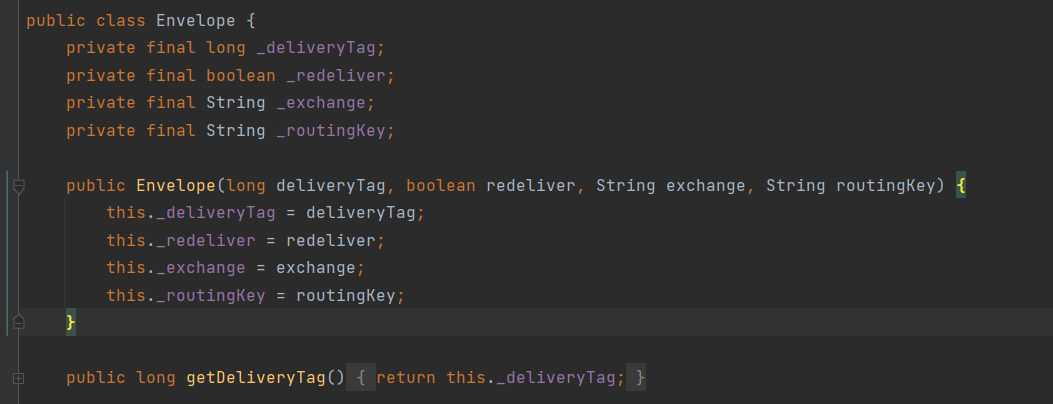 public class Envelope {
private final long _deliveryTag;
private final boolean _redeliver;
private final String _exchange;
private final String _routingKey;
public Envelope(long deliveryTag, boolean redeliver, String exchange, String routingKey) {
this._deliveryTag = deliveryTag;
this._redeliver = redeliver;
this._exchange = exchange;
this._routingKey = routingKey;
}
public long getDeliveryTag() { return this._deliveryTag; }